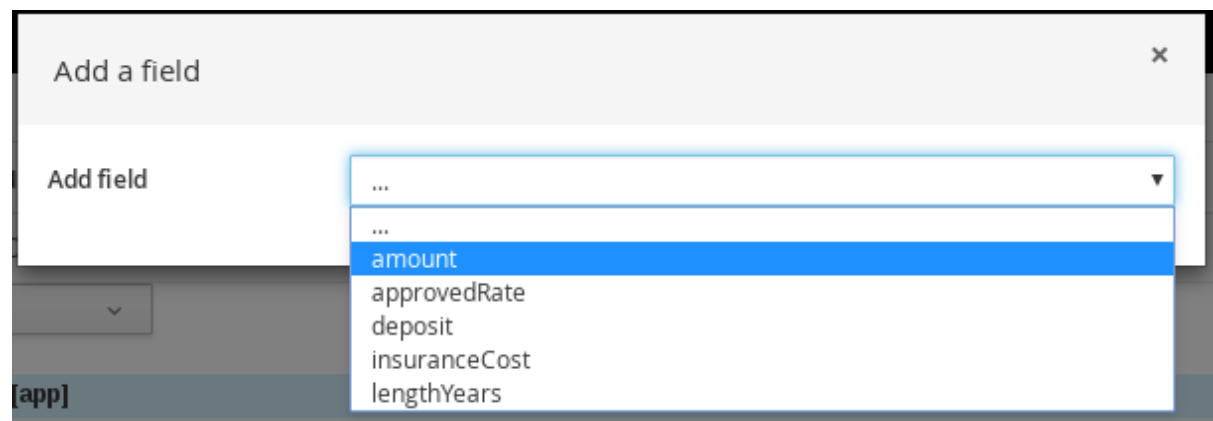 Add a field
×
Add field
...
...
amount
approvedRate
deposit
insuranceCost
lengthYears
[app]